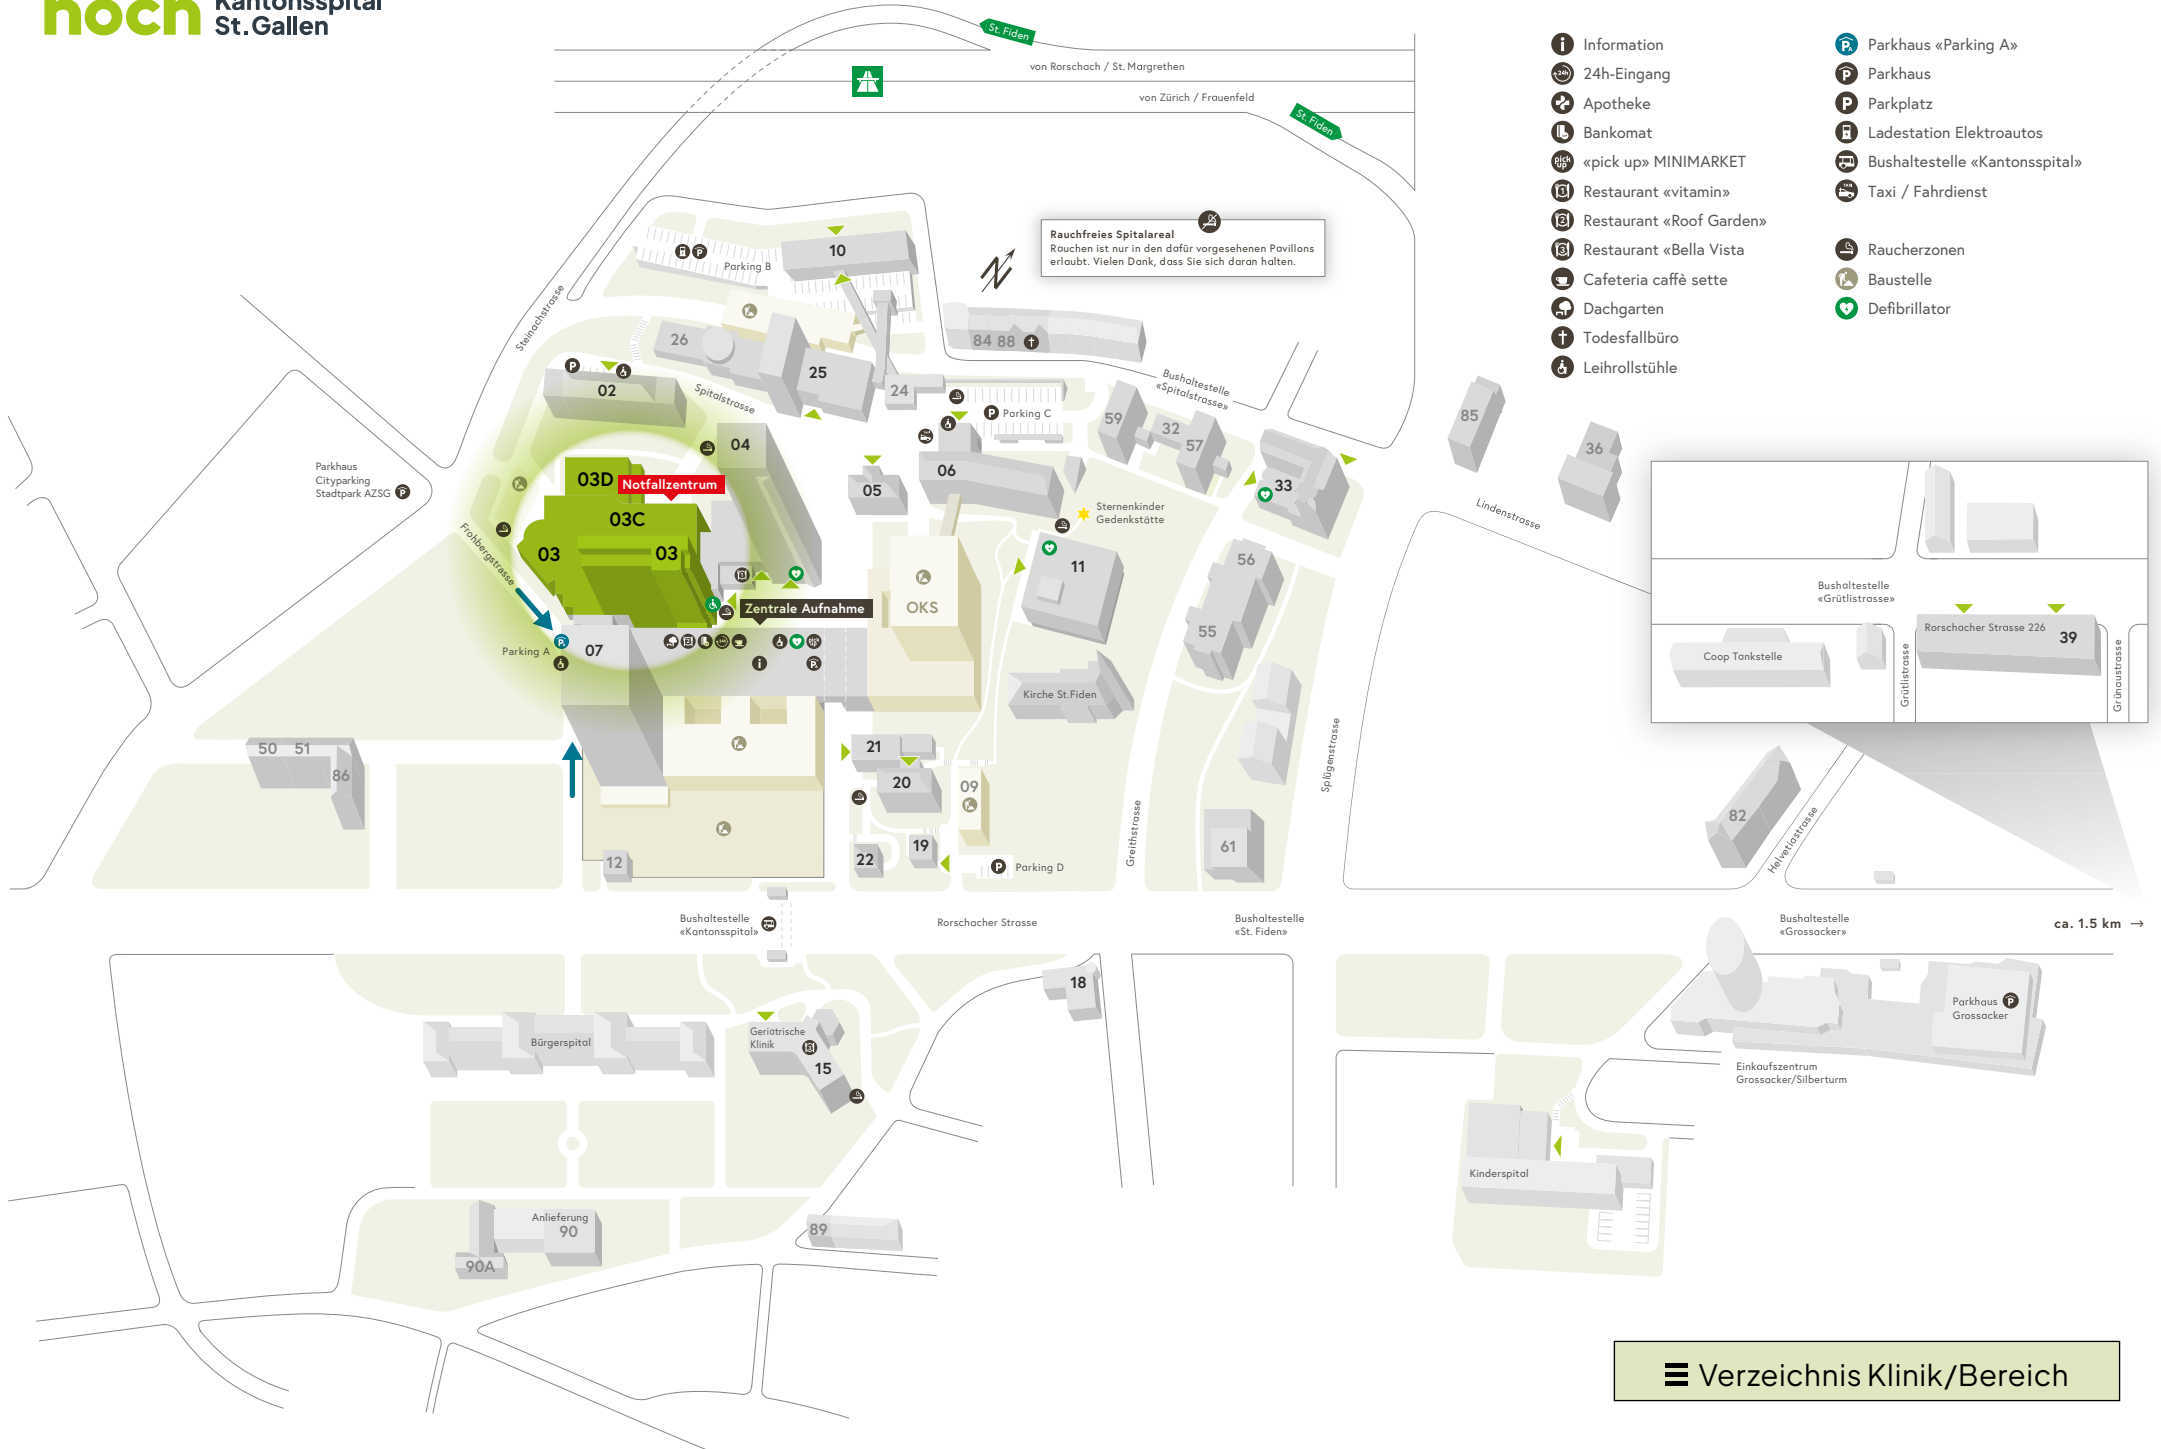 hoch Kantonsspital
St.Gallen
St. Fiden
von Rorschach / St. Margrethen
von Zürich / Frauenfeld
St. Fiden
Information
24h-Eingang
Apotheke
Bankomat
«pick up» MINIMARKET
Restaurant «vitamin»
Restaurant «Roof Garden»
Restaurant «Bella Vista
Cafeteria caffè sette
Dachgarten
Todesfallbüro
Leihrollstühle
Parkhaus «Parking A»
Parkhaus
Parkplatz
Ladestation Elektroautos
Bushaltestelle «Kantonsspital»
Taxi / Fahrdienst
Raucherzonen
Baustelle
Defibrillator
Rauchfreies Spitalareal
Rauchen ist nur in den dafür vorgesehenen Pavillons
erlaubt. Vielen Dank, dass Sie sich daran halten.
N
10
Parking B
Steinachstrasse
26
25
24
84 88
02
Spitalstrasse
Bushaltestelle
«Spitalstrasse»
Parking C
59
32
57
85
36
04
06
05
33
Parkhaus
Cityparking
Stadtpark AZSG
03D
Notfallzentrum
03C
03
03
Frohbergstrasse
Sternenkinder
Gedenkstätte
Lindenstrasse
11
56
55
OKS
Zentrale Aufnahme
Parking A
07
Kirche St.Fiden
Bushaltestelle
«Grütlistrasse»
Rorschacher Strasse 226
39
Coop Tankstelle
Grütlistrasse
Grünaustrasse
50 51
86
21
20
09
Splügenstrasse
Greithstrasse
82
Helvetiastrasse
12
22
19
Parking D
61
Bushaltestelle
«Kantonsspital»
Rorschacher Strasse
Bushaltestelle
«St. Fiden»
Bushaltestelle
«Grossacker»
ca. 1.5 km →
18
Parkhaus
Grossacker
Bürgerspital
Geriatrische
Klinik
15
Einkaufszentrum
Grossacker/Silberturm
Kinderspital
Anlieferung
90
90A
89
Verzeichnis Klinik/Bereich